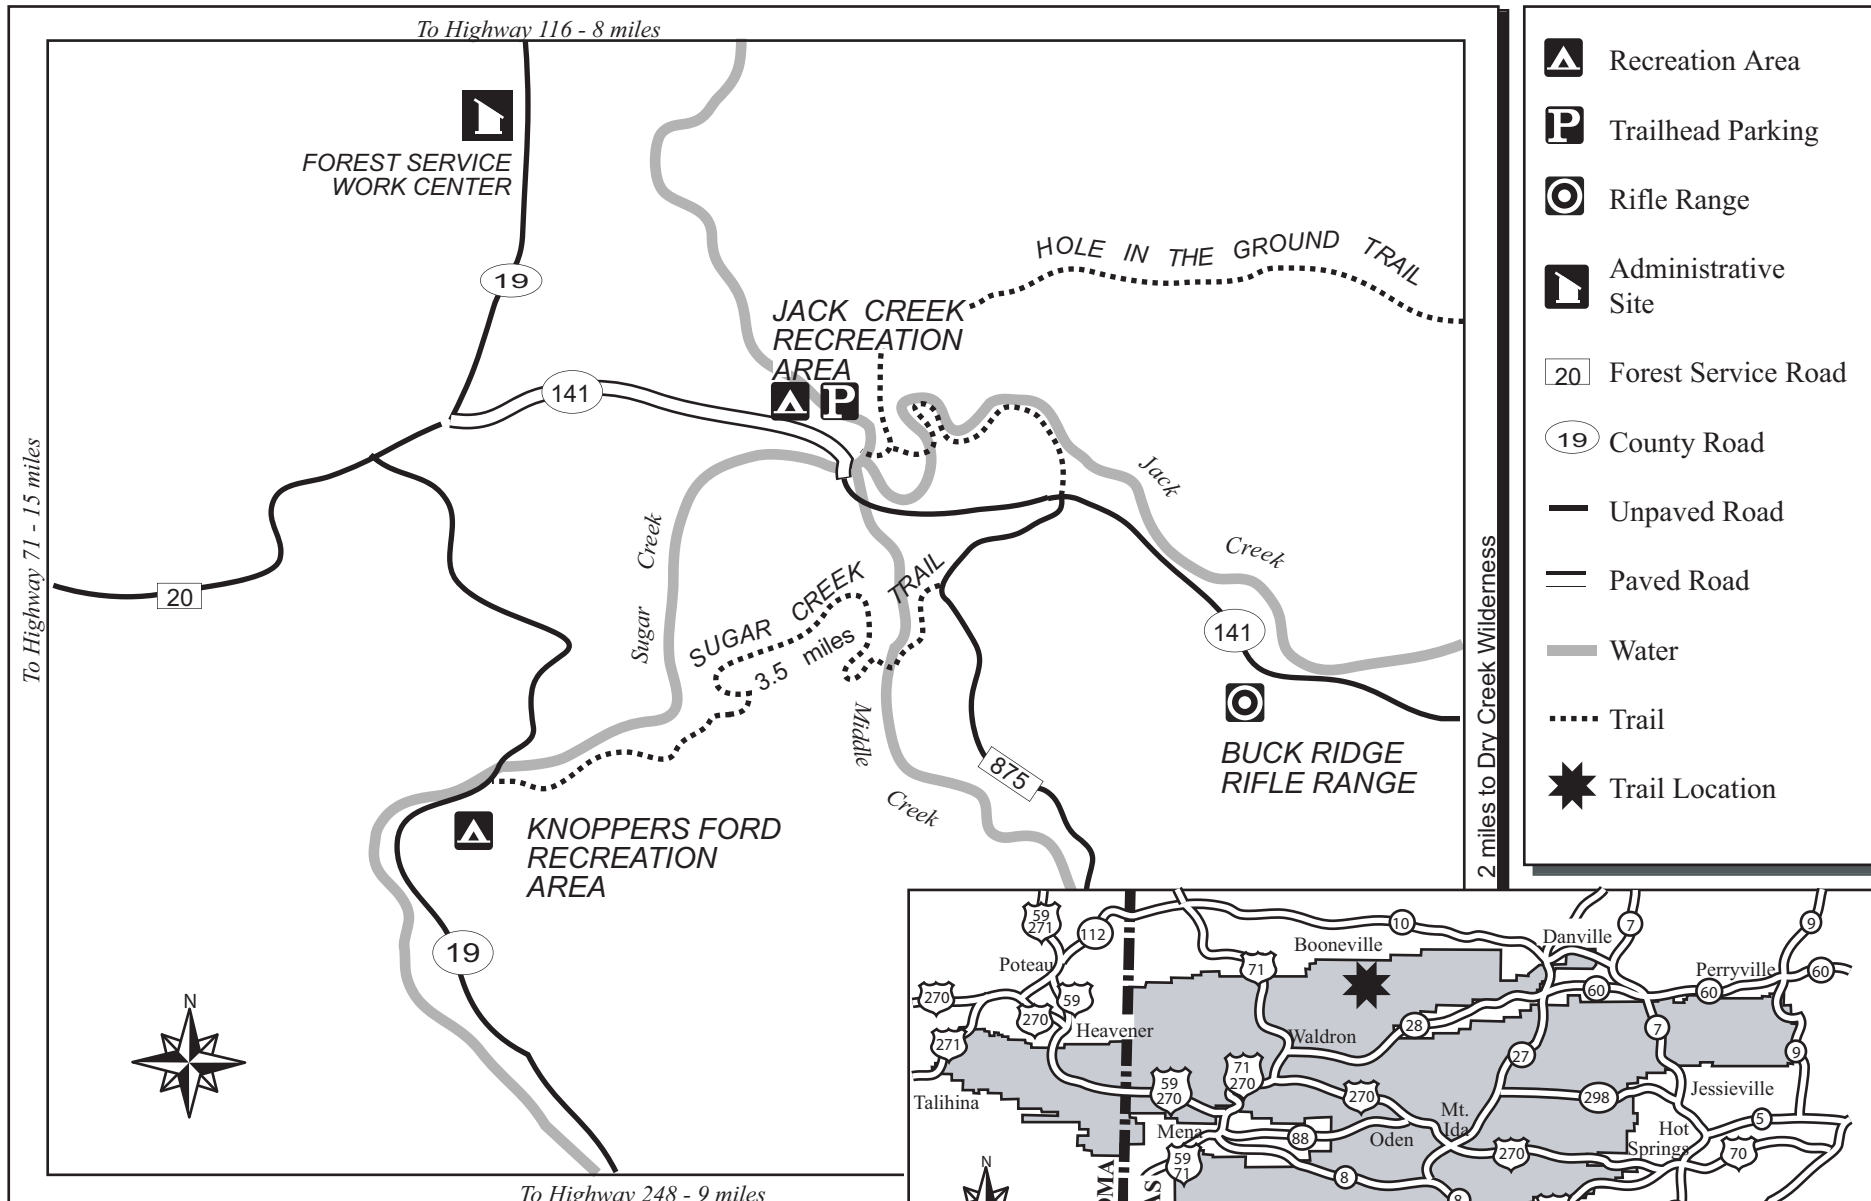 To Highway 116 - 8 miles
FOREST SERVICE
WORK CENTER
19
HOLE IN THE GROUND TRAIL
JACK CREEK
RECREATION
AREA
P
141
Jack
Creek
To Highway 71 - 15 miles
20
Sugar Creek
SUGAR CREEK TRAIL
3.5 miles
141
Middle
Creek
875
BUCK RIDGE
RIFLE RANGE
2 miles to Dry Creek Wilderness
KNOPPERS FORD
RECREATION
AREA
19
N
To Highway 248 - 9 miles
Recreation Area
P Trailhead Parking
Rifle Range
Administrative
Site
20 Forest Service Road
19 County Road
Unpaved Road
Paved Road
Water
Trail
Trail Location
59
271
112
10
7
9
Booneville
Danville
Poteau
71
Perryville
60
270
59
60
60
270
Heavener
28
7
Waldron
271
27
9
71
270
59
270
270
298
Jessieville
Talihina
Mt.
Ida
5
Mena
88
Oden
Hot
Springs
270
70
59
71
8
8
N
OMA
AS